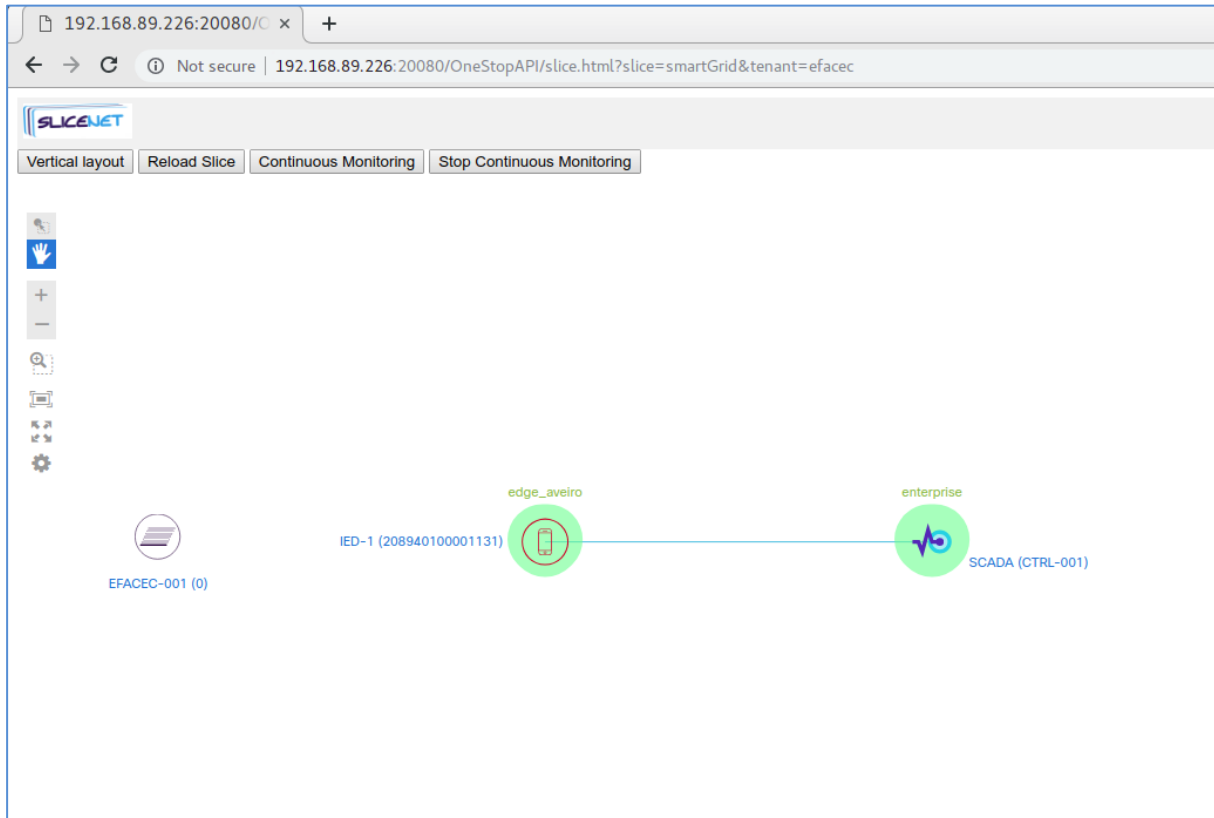 192.168.89.226:20080/O
Not secure | 192.168.89.226:20080/OneStopAPI/slice.html?slice=smartGrid&tenant=efacec
SLICENET
Vertical layout Reload Slice Continuous Monitoring Stop Continuous Monitoring
edge_aveiro enterprise
IED-1 (208940100001131)
SCADA (CTRL-001)
EFACEC-001 (0)